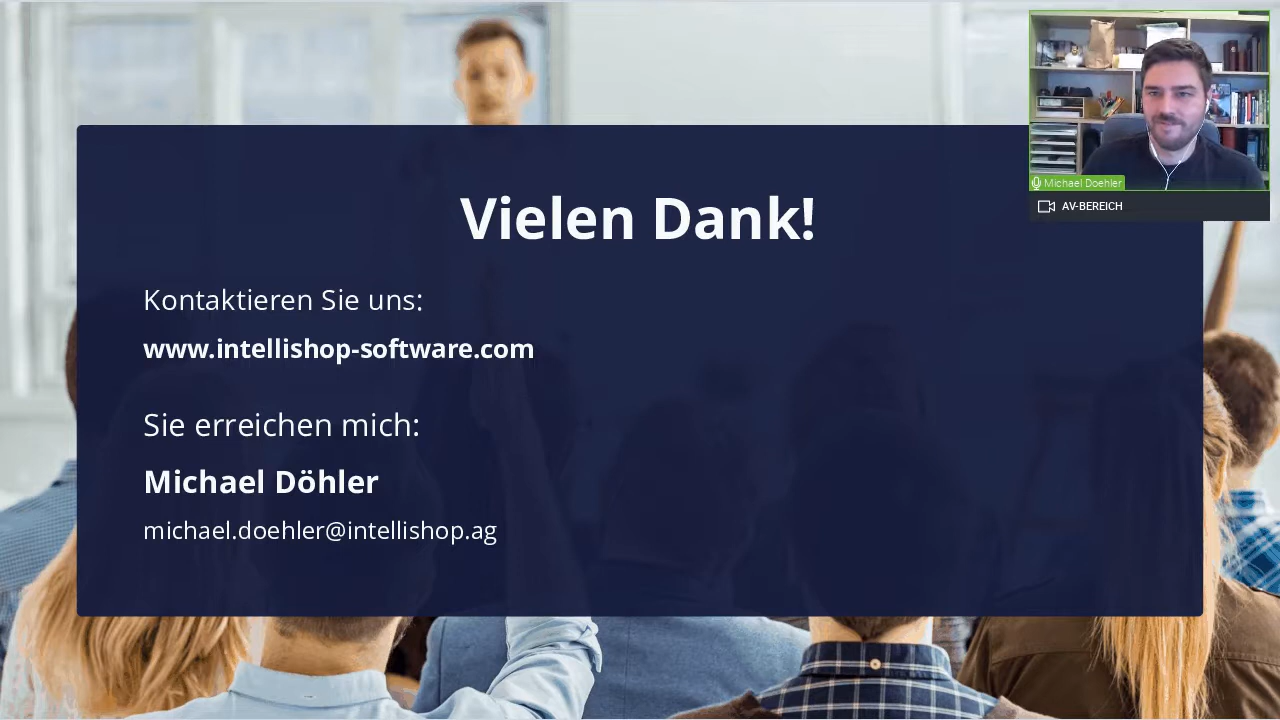 Vielen Dank!
Kontaktieren Sie uns:
www.intellishop-software.com
Sie erreichen mich:
Michael Döhler
michael.doehler@intellishop.ag
Michael Doehler
AV-BEREICH